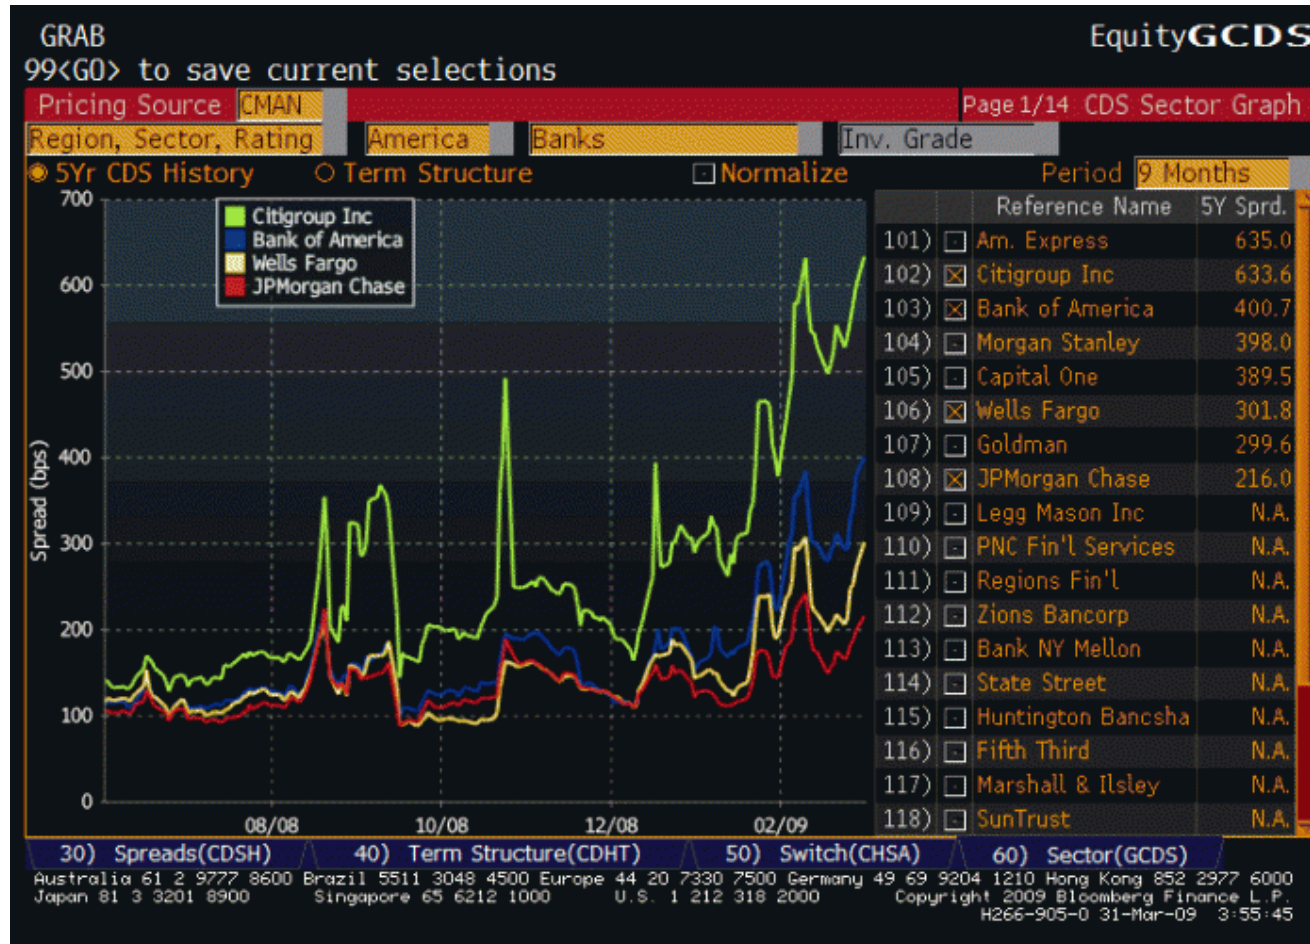 GRAB
EquityGCDS
99<GO> to save current selections
Pricing Source CMAN
Page 1/14 CDS Sector Graph
Region, Sector, Rating America Banks Inv. Grade
5Yr CDS History Term Structure Normalize Period 9 Months
700
600
500
400
300
200
100
0
Spread (bps)
Citigroup Inc
Bank of America
Wells Fargo
JPMorgan Chase
08/08 10/08 12/08 02/09
Reference Name 5Y Sprd.
101) Am. Express 635.0
102) Citigroup Inc 633.6
103) Bank of America 400.7
104) Morgan Stanley 398.0
105) Capital One 389.5
106) Wells Fargo 301.8
107) Goldman 299.6
108) JPMorgan Chase 216.0
109) Legg Mason Inc N.A.
110) PNC Fin'l Services N.A.
111) Regions Fin'l N.A.
112) Zions Bancorp N.A.
113) Bank NY Mellon N.A.
114) State Street N.A.
115) Huntington Bancsha N.A.
116) Fifth Third N.A.
117) Marshall & Ilsley N.A.
118) SunTrust N.A.
30) Spreads(CDSH) 40) Term Structure(CDHT) 50) Switch(CHSA) 60) Sector(GCDS)
Australia 61 2 9777 8600 Brazil 5511 3048 4500 Europe 44 20 7330 7500 Germany 49 69 9204 1210 Hong Kong 852 2977 6000
Japan 81 3 3201 8900 Singapore 65 6212 1000 U.S. 1 212 318 2000 Copyright 2009 Bloomberg Finance L.P.
H266-905-0 31-Mar-09 3:55:45